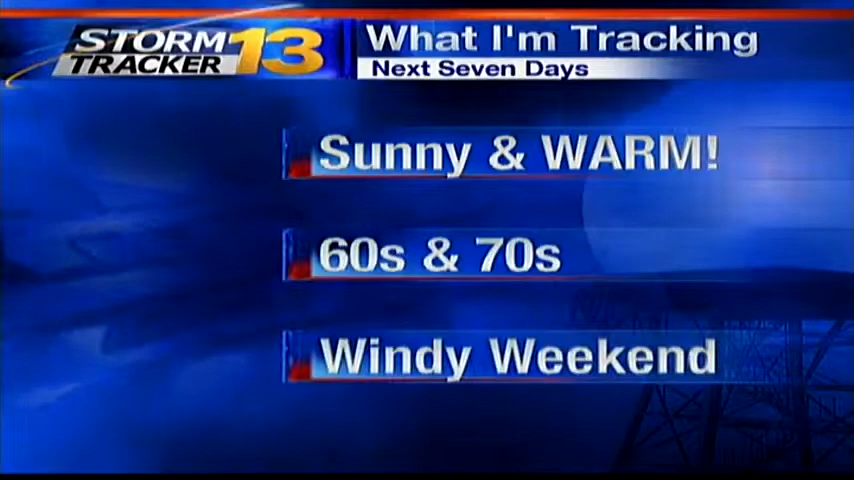 STORM
TRACKER 13
What I'm Tracking
Next Seven Days
Sunny & WARM!
60s & 70s
Windy Weekend